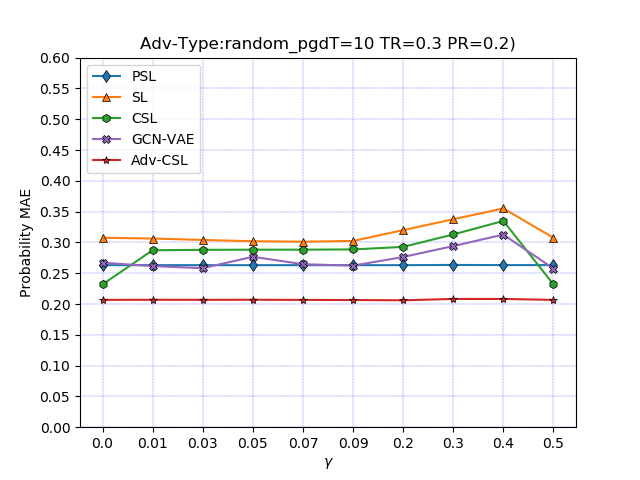 Adv-Type:random_pgdT=10 TR=0.3 PR=0.2)
PSL
SL
CSL
GCN-VAE
Adv-CSL
Probability MAE
0.60
0.55
0.50
0.45
0.40
0.35
0.30
0.25
0.20
0.15
0.10
0.05
0.00
0.0 0.01 0.03 0.05 0.07 0.09 0.2 0.3 0.4 0.5
γ